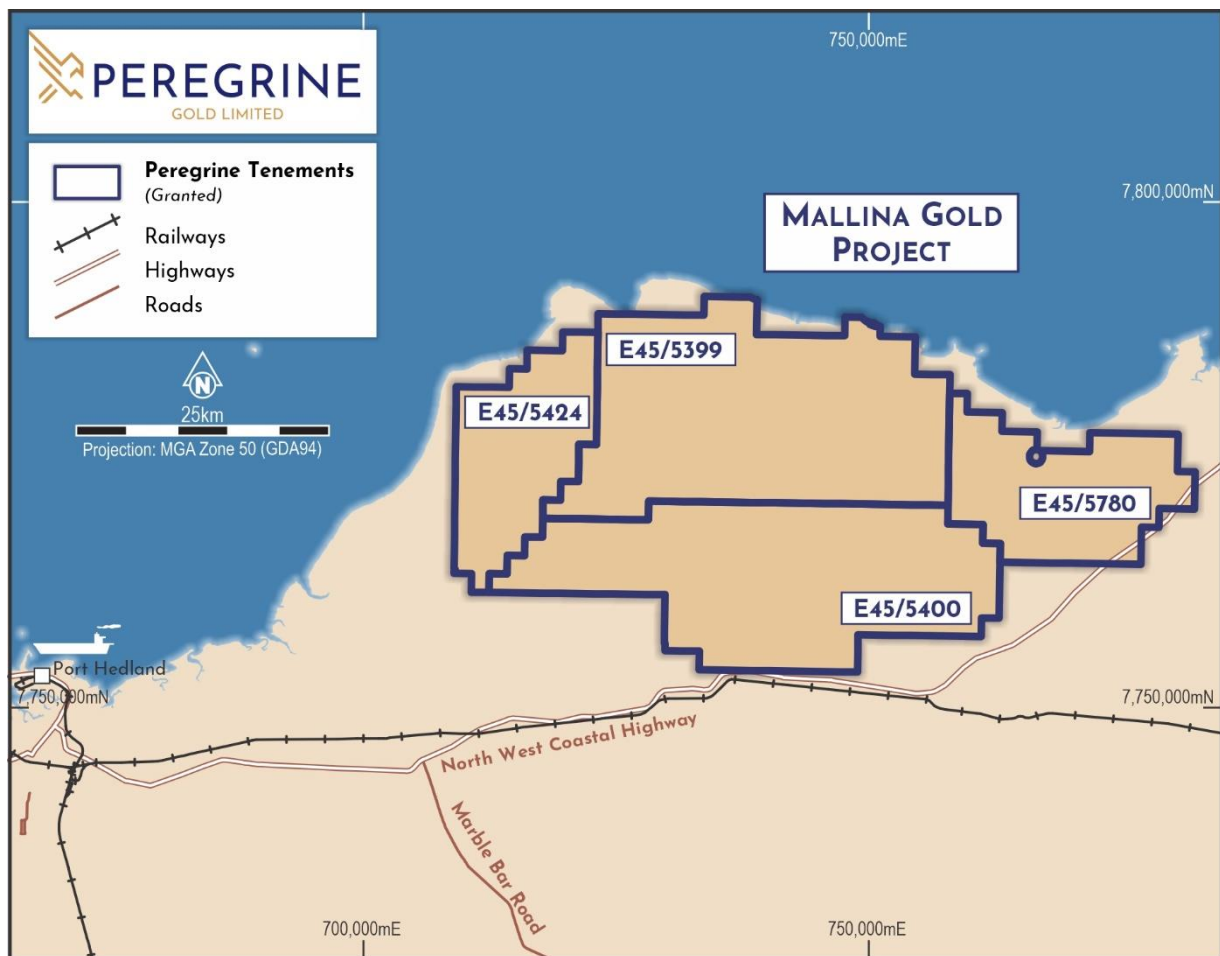 750,000mE
PEREGRINE
GOLD LIMITED
Peregrine Tenements
(Granted)
Railways
Highways
Roads
7,800,000mN
MALLINA GOLD
PROJECT
E45/5399
E45/5424
N
25km
Projection: MGA Zone 50 (GDA94)
E45/5780
E45/5400
Port Hedland
7,750,000mN
7,750,000mN
North West Coastal Highway
Marble Bar Road
700,000mE
750,000mE